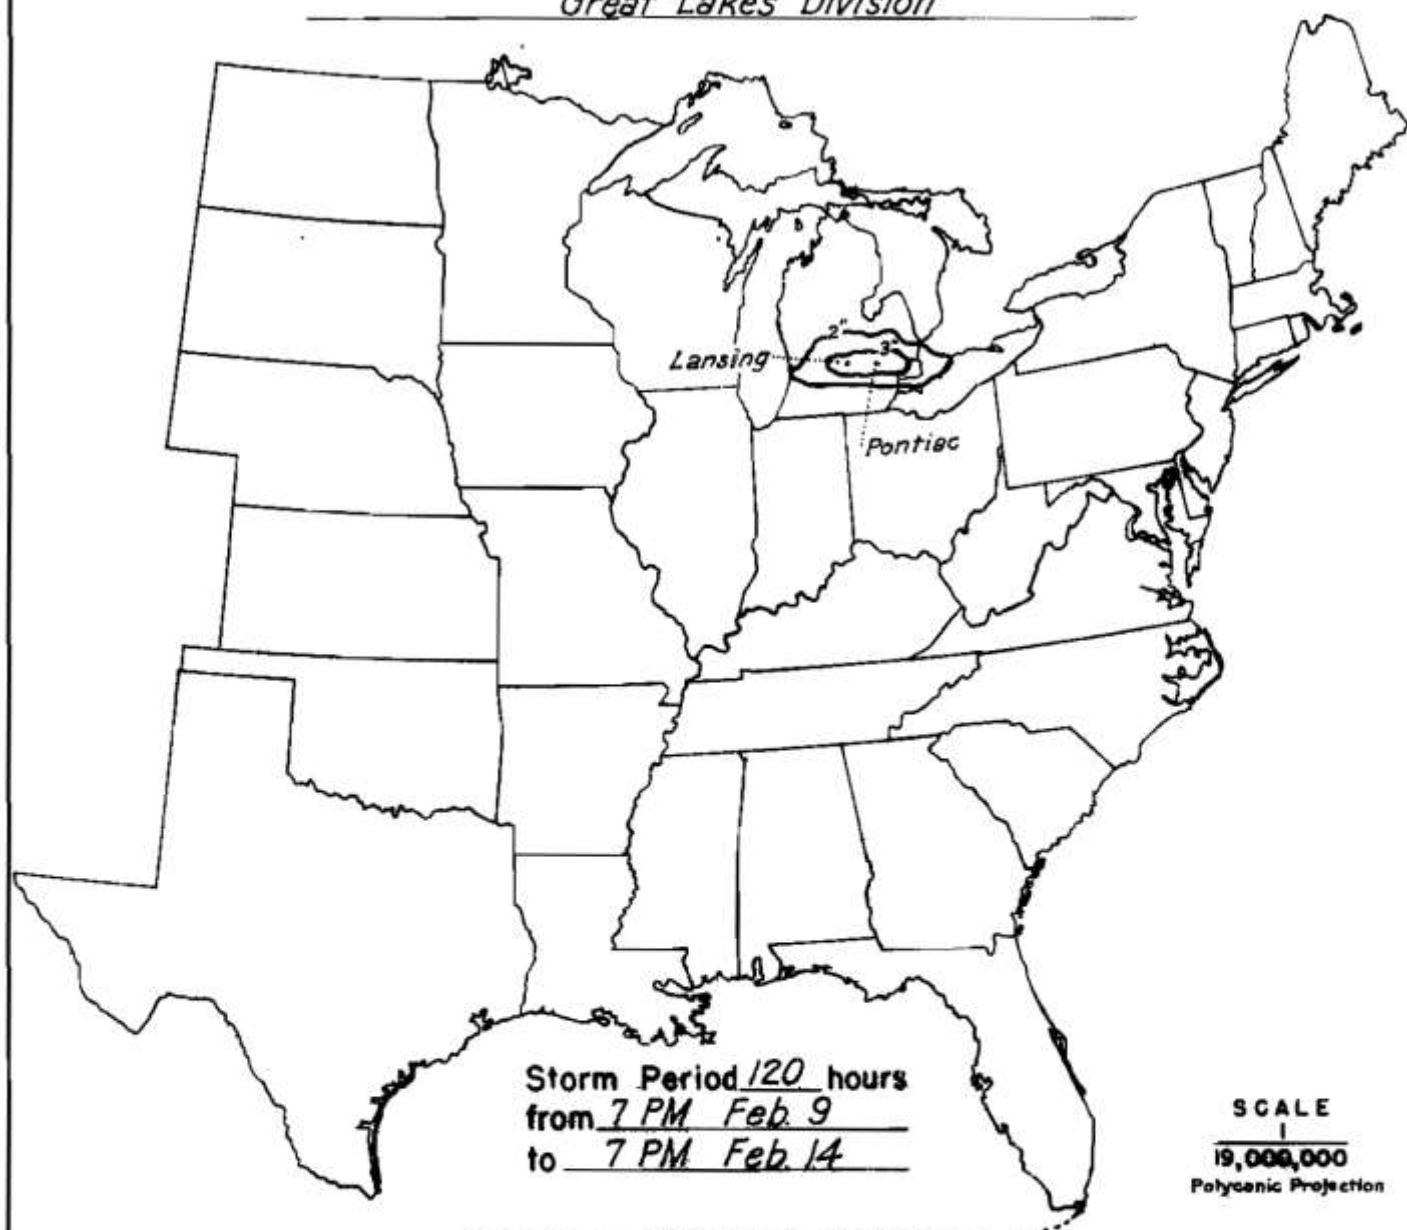 Great Lakes Division
2"
3"
Lansing
Pontiac
Storm Period 120 hours
from 7 PM Feb. 9
to 7 PM Feb. 14
SCALE
1
19,000,000
Polyconic Projection